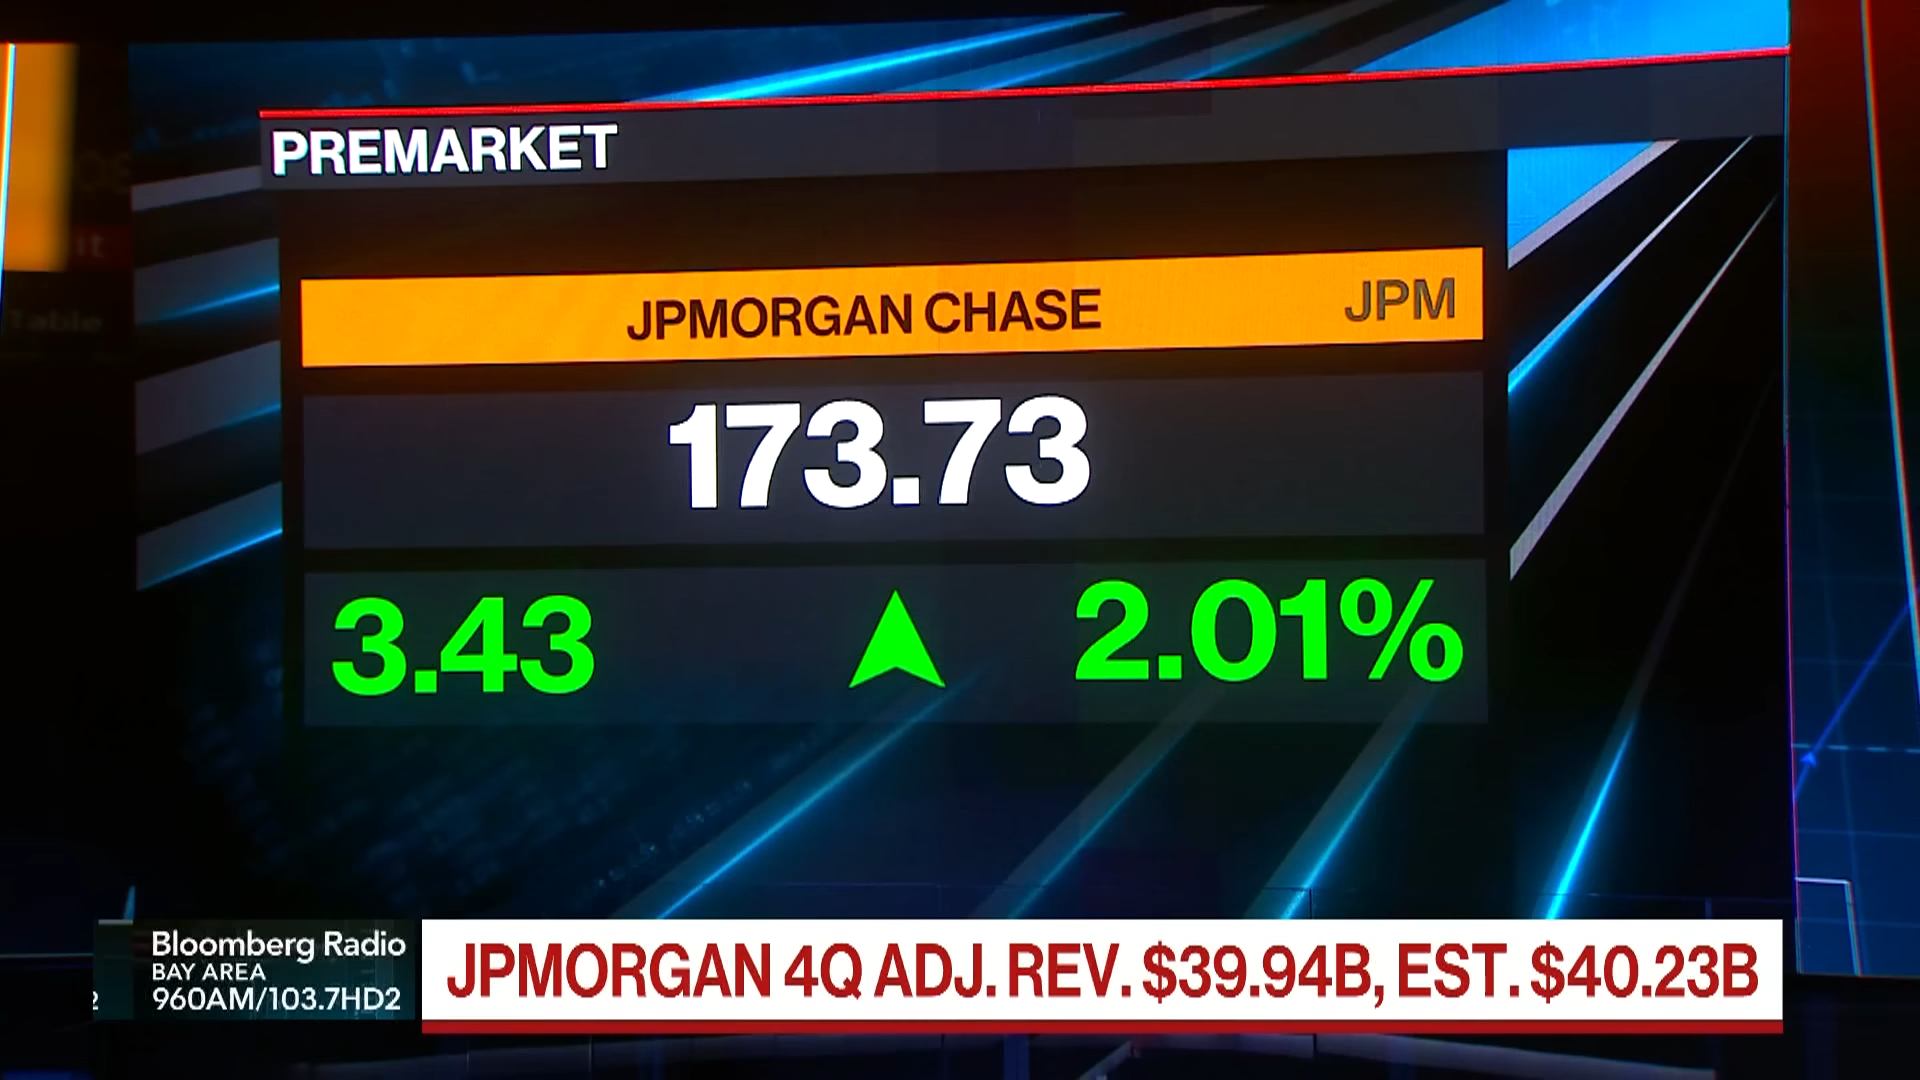 PREMARKET
JPMORGAN CHASE JPM
173.73
3.43 2.01%
Table
Bloomberg Radio
BAY AREA
960AM/103.7HD2
JPMORGAN 4Q ADJ. REV. $39.94B, EST. $40.23B